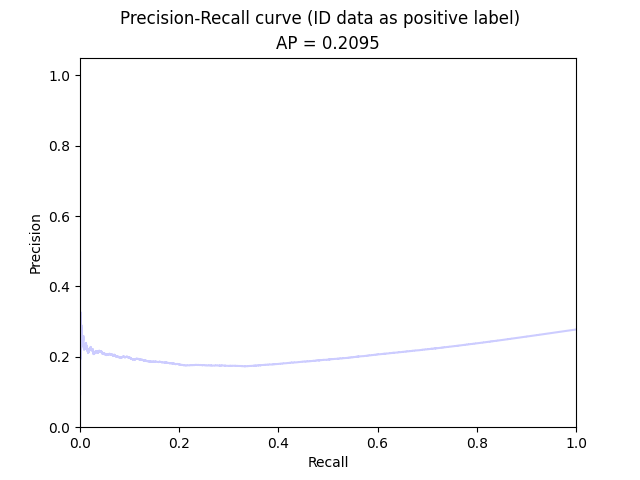 Precision-Recall curve (ID data as positive label)
AP = 0.2095
1.0
0.8
0.6
0.4
0.2
0.0
Precision
0.0 0.2 0.4 0.6 0.8 1.0
Recall